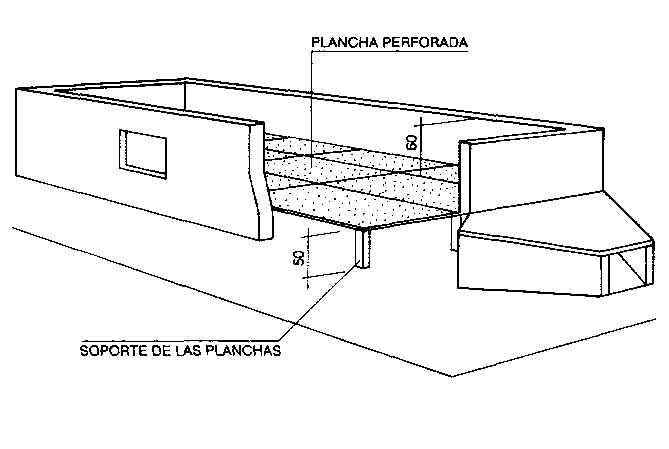 PLANCHA PERFORADA
60
50
SOPORTE DE LAS PLANCHAS